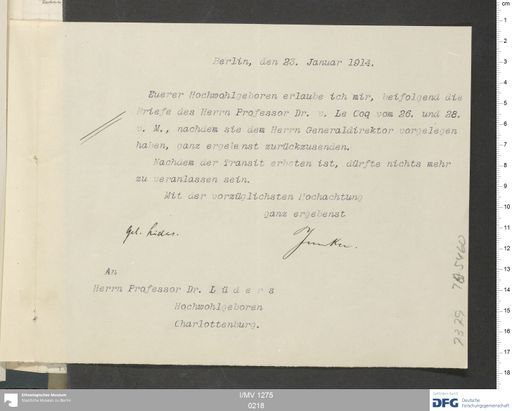 Berlin, den 23. Januar 1914.
Euerer Hochwohlgeboren erlaube ich mir, beifolgend die
Briefe des Herrn Professor Dr. v. Le Coq vom 26. und 28.
v. M., nachdem sie dem Herrn Generaldirektor vorgelegen
haben, ganz ergebenst zurückzusenden.
Nachdem der Transit erbeten ist, dürfte nichts mehr
zu veranlassen sein.
Mit der vorzüglichsten Hochachtung
ganz ergebenst
gel. Lüders.
Junker.
An
Herrn Professor Dr. L ü d e r s
Hochwohlgeboren
Charlottenburg.
Ethnologisches Museum
Staatliche Museen zu Berlin
I/MV 1275
0218
DFG Deutsche
Forschungsgemeinschaft